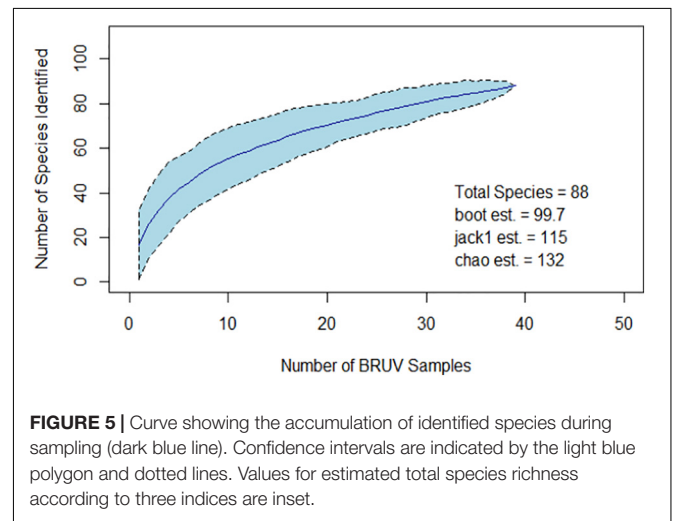 Number of Species Identified
100
80
60
40
20
0
Total Species = 88
boot est. = 99.7
jack1 est. = 115
chao est. = 132
0 10 20 30 40 50
Number of BRUV Samples
FIGURE 5 | Curve showing the accumulation of identified species during
sampling (dark blue line). Confidence intervals are indicated by the light blue
polygon and dotted lines. Values for estimated total species richness
according to three indices are inset.